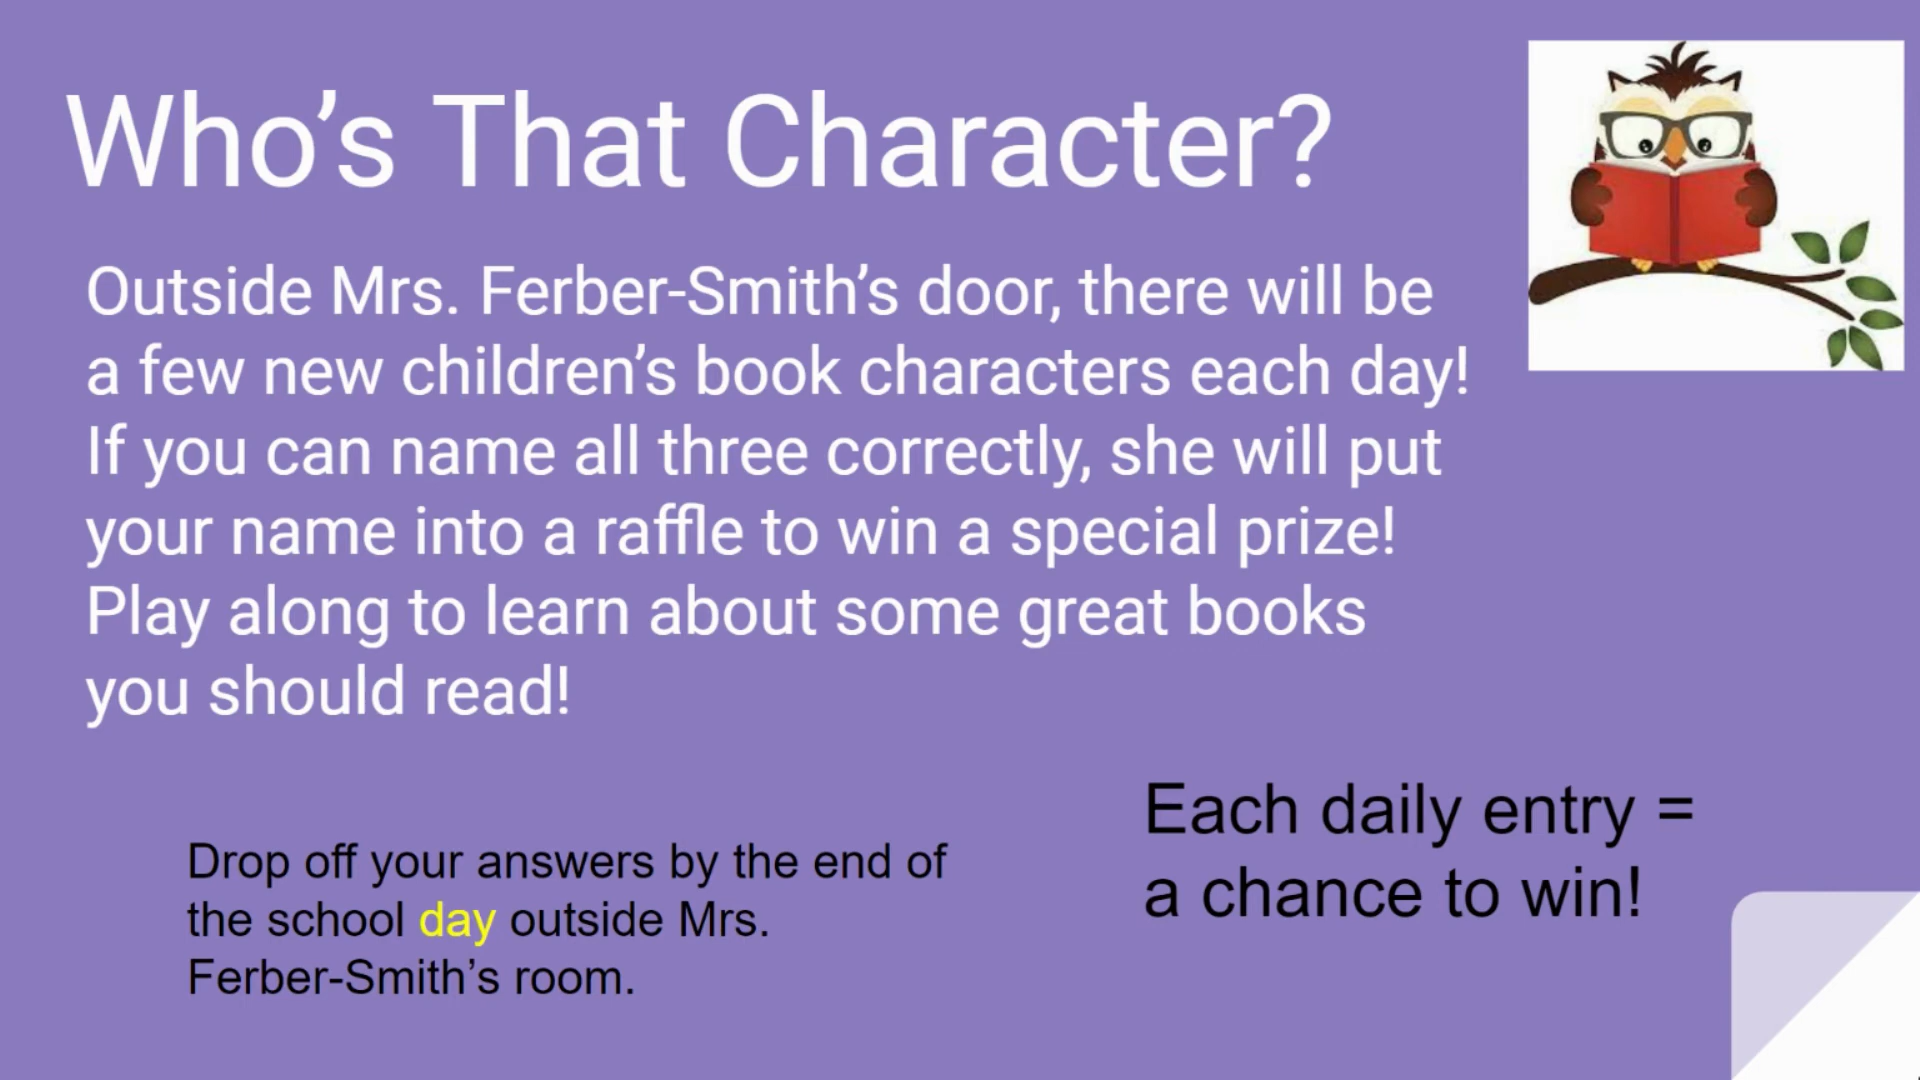 Who’s That Character?
Outside Mrs. Ferber-Smith’s door, there will be
a few new children’s book characters each day!
If you can name all three correctly, she will put
your name into a raffle to win a special prize!
Play along to learn about some great books
you should read!
Drop off your answers by the end of
the school day outside Mrs.
Ferber-Smith’s room.
Each daily entry =
a chance to win!